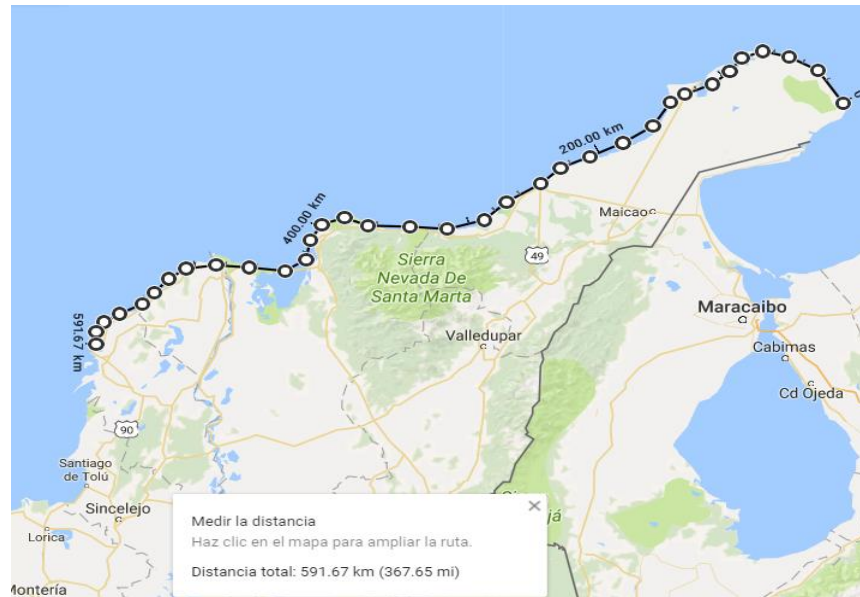 0
200.00 km
Maicao
400.00 km
49
Sierra
Nevada De
Santa Marta
Maracaibo
591.67 km
Valledupar
Cabimas
Cd Ojeda
90
Santiago
de Tolú
Sincelejo
Lorica
Montería
Medir la distancia
Haz clic en el mapa para ampliar la ruta.
Distancia total: 591.67 km (367.65 mi)